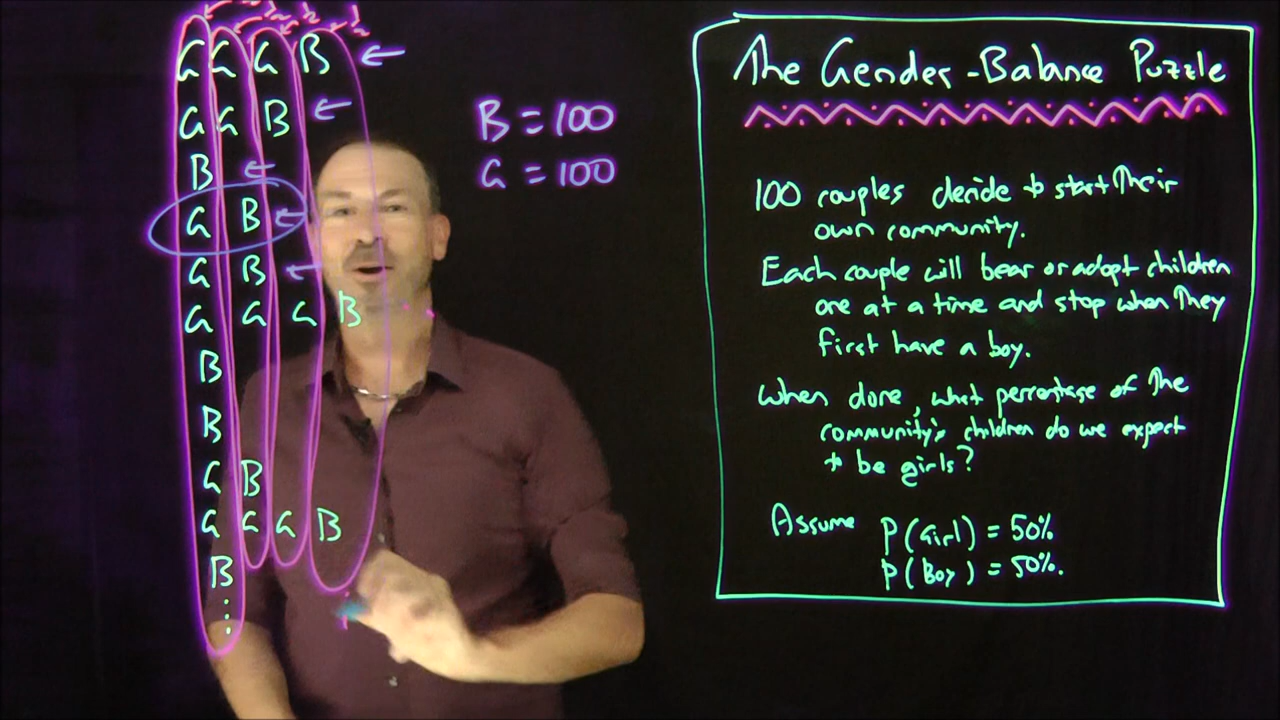 G G G B ←
G G B ←
B ←
G B ←
G B ←
G G G B
B
B
G B
G G G B
B
⋮
B = 100
G = 100
The Gender-Balance Puzzle
100 couples decide to start Their
own community.
Each couple will bear or adopt children
one at a time and stop when They
first have a boy.
When done, what percentage of The
community's children do we expect
to be girls?
Assume P(Girl) = 50%
P(Boy) = 50%.